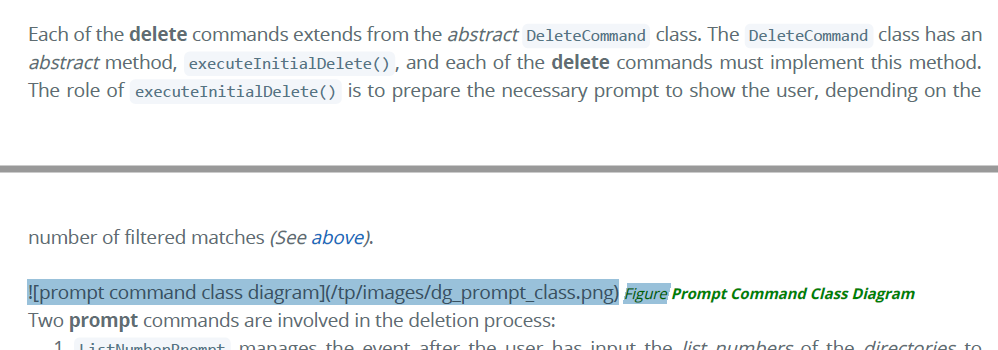 Each of the delete commands extends from the abstract DeleteCommand class. The DeleteCommand class has an
abstract method, executeInitialDelete(), and each of the delete commands must implement this method.
The role of executeInitialDelete() is to prepare the necessary prompt to show the user, depending on the
number of filtered matches (See above).
![prompt command class diagram](/tp/images/dg_prompt_class.png) Figure Prompt Command Class Diagram
Two prompt commands are involved in the deletion process:
1. ListNumberPrompt manages the event after the user has input the list numbers of the directories to